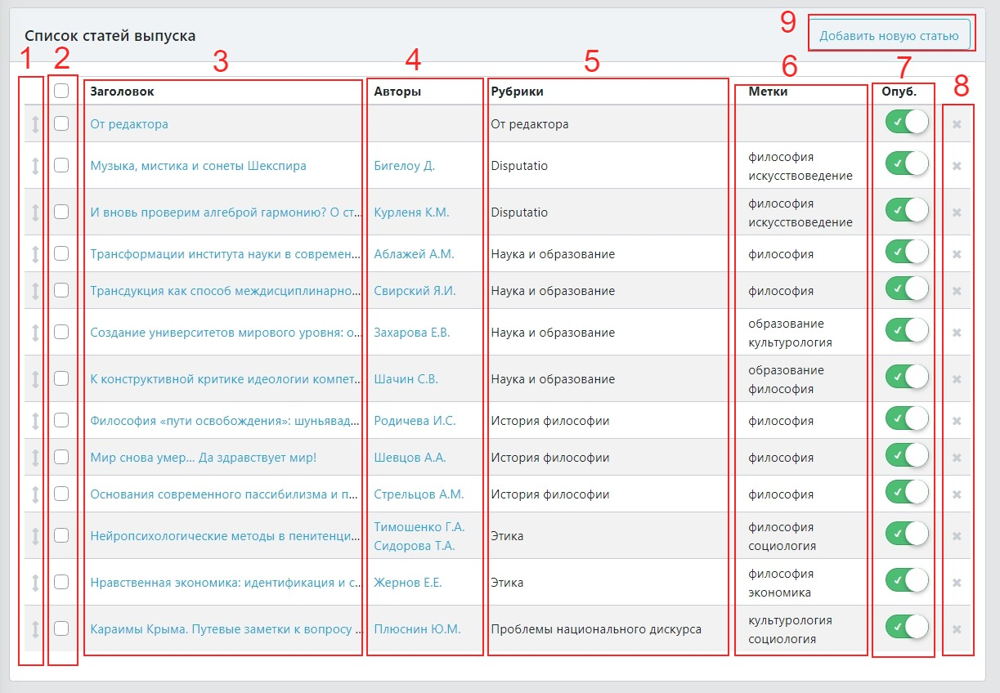 Список статей выпуска
9
Добавить новую статью
1 2 3 4 5 6 7 8
Заголовок Авторы Рубрики Метки Опуб.
От редактора От редактора
Музыка, мистика и сонеты Шекспира Бигелоу Д. Disputatio философия
искусствоведение
И вновь проверим алгеброй гармонию? О ст... Курленя К.М. Disputatio философия
искусствоведение
Трансформации института науки в современ... Аблажей А.М. Наука и образование философия
Трансдукция как способ междисциплинарно... Свирский Я.И. Наука и образование философия
Создание университетов мирового уровня: о... Захарова Е.В. Наука и образование образование
культурология
К конструктивной критике идеологии компет... Шачин С.В. Наука и образование образование
философия
Философия «пути освобождения»: шуньявад... Родичева И.С. История философии философия
Мир снова умер... Да здравствует мир! Шевцов А.А. История философии философия
Основания современного пассибилизма и п... Стрельцов А.М. История философии философия
Нейропсихологические методы в пенитенци... Тимошенко Г.А. Этика философия
Сидорова Т.А. социология
Нравственная экономика: идентификация и с... Жернов Е.Е. Этика философия
экономика
Караимы Крыма. Путевые заметки к вопросу ... Плюснин Ю.М. Проблемы национального дискурса культурология
социология